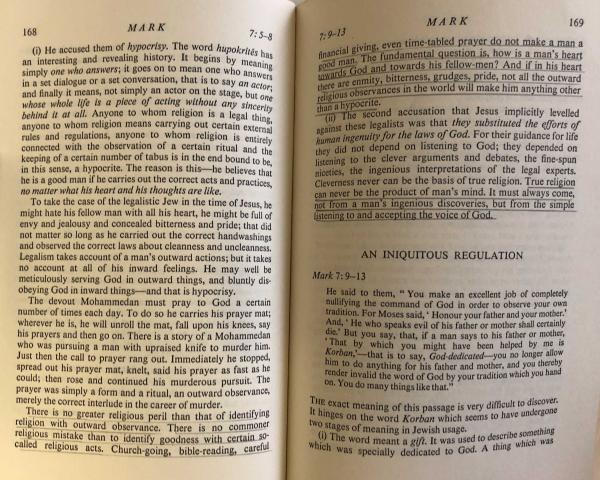 168 MARK 7:5–8
(i) He accused them of hypocrisy. The word hupokritēs has
an interesting and revealing history. It begins by meaning
simply one who answers; it goes on to mean one who answers
in a set dialogue or a set conversation, that is to say an actor;
and finally it means, not simply an actor on the stage, but one
whose whole life is a piece of acting without any sincerity
behind it at all. Anyone to whom religion is a legal thing,
anyone to whom religion means carrying out certain external
rules and regulations, anyone to whom religion is entirely
connected with the observation of a certain ritual and the
keeping of a certain number of tabus is in the end bound to be,
in this sense, a hypocrite. The reason is this—he believes that
he is a good man if he carries out the correct acts and practices,
no matter what his heart and his thoughts are like.
To take the case of the legalistic Jew in the time of Jesus, he
might hate his fellow man with all his heart, he might be full of
envy and jealousy and concealed bitterness and pride; that did
not matter so long as he carried out the correct handwashings
and observed the correct laws about cleanness and uncleanness.
Legalism takes account of a man's outward actions; but it takes
no account at all of his inward feelings. He may well be
meticulously serving God in outward things, and bluntly dis-
obeying God in inward things—and that is hypocrisy.
The devout Mohammedan must pray to God a certain
number of times each day. To do so he carries his prayer mat;
wherever he is, he will unroll the mat, fall upon his knees, say
his prayers and then go on. There is a story of a Mohammedan
who was pursuing a man with upraised knife to murder him.
Just then the call to prayer rang out. Immediately he stopped,
spread out his prayer mat, knelt, said his prayer as fast as he
could; then rose and continued his murderous pursuit. The
prayer was simply a form and a ritual, an outward observance,
merely the correct interlude in the career of murder.
There is no greater religious peril than that of identifying
religion with outward observance. There is no commoner
religious mistake than to identify goodness with certain so-
called religious acts. Church-going, bible-reading, careful
7:9–13 MARK 169
financial giving, even time-tabled prayer do not make a man a
good man. The fundamental question is, how is a man's heart
towards God and towards his fellow-men? And if in his heart
there are enmity, bitterness, grudges, pride, not all the outward
religious observances in the world will make him anything other
than a hypocrite.
(ii) The second accusation that Jesus implicitly levelled
against these legalists was that they substituted the efforts of
human ingenuity for the laws of God. For their guidance for life
they did not depend on listening to God; they depended on
listening to the clever arguments and debates, the fine-spun
niceties, the ingenious interpretations of the legal experts.
Cleverness never can be the basis of true religion. True religion
can never be the product of man's mind. It must always come,
not from a man's ingenious discoveries, but from the simple
listening to and accepting the voice of God.
AN INIQUITOUS REGULATION
Mark 7:9–13
He said to them, “ You make an excellent job of completely
nullifying the command of God in order to observe your own
tradition. For Moses said, ‘ Honour your father and your mother.’
And, ‘ He who speaks evil of his father or mother shall certainly
die.’ But you say, that, if a man says to his father or mother,
‘That by which you might have been helped by me is
Korban,’—that is to say, God-dedicated—you no longer allow
him to do anything for his father and mother, and you thereby
render invalid the word of God by your tradition which you hand
on. You do many things like that.”
THE exact meaning of this passage is very difficult to discover.
It hinges on the word Korban which seems to have undergone
two stages of meaning in Jewish usage.
(i) The word meant a gift. It was used to describe something
which was specially dedicated to God. A thing which was